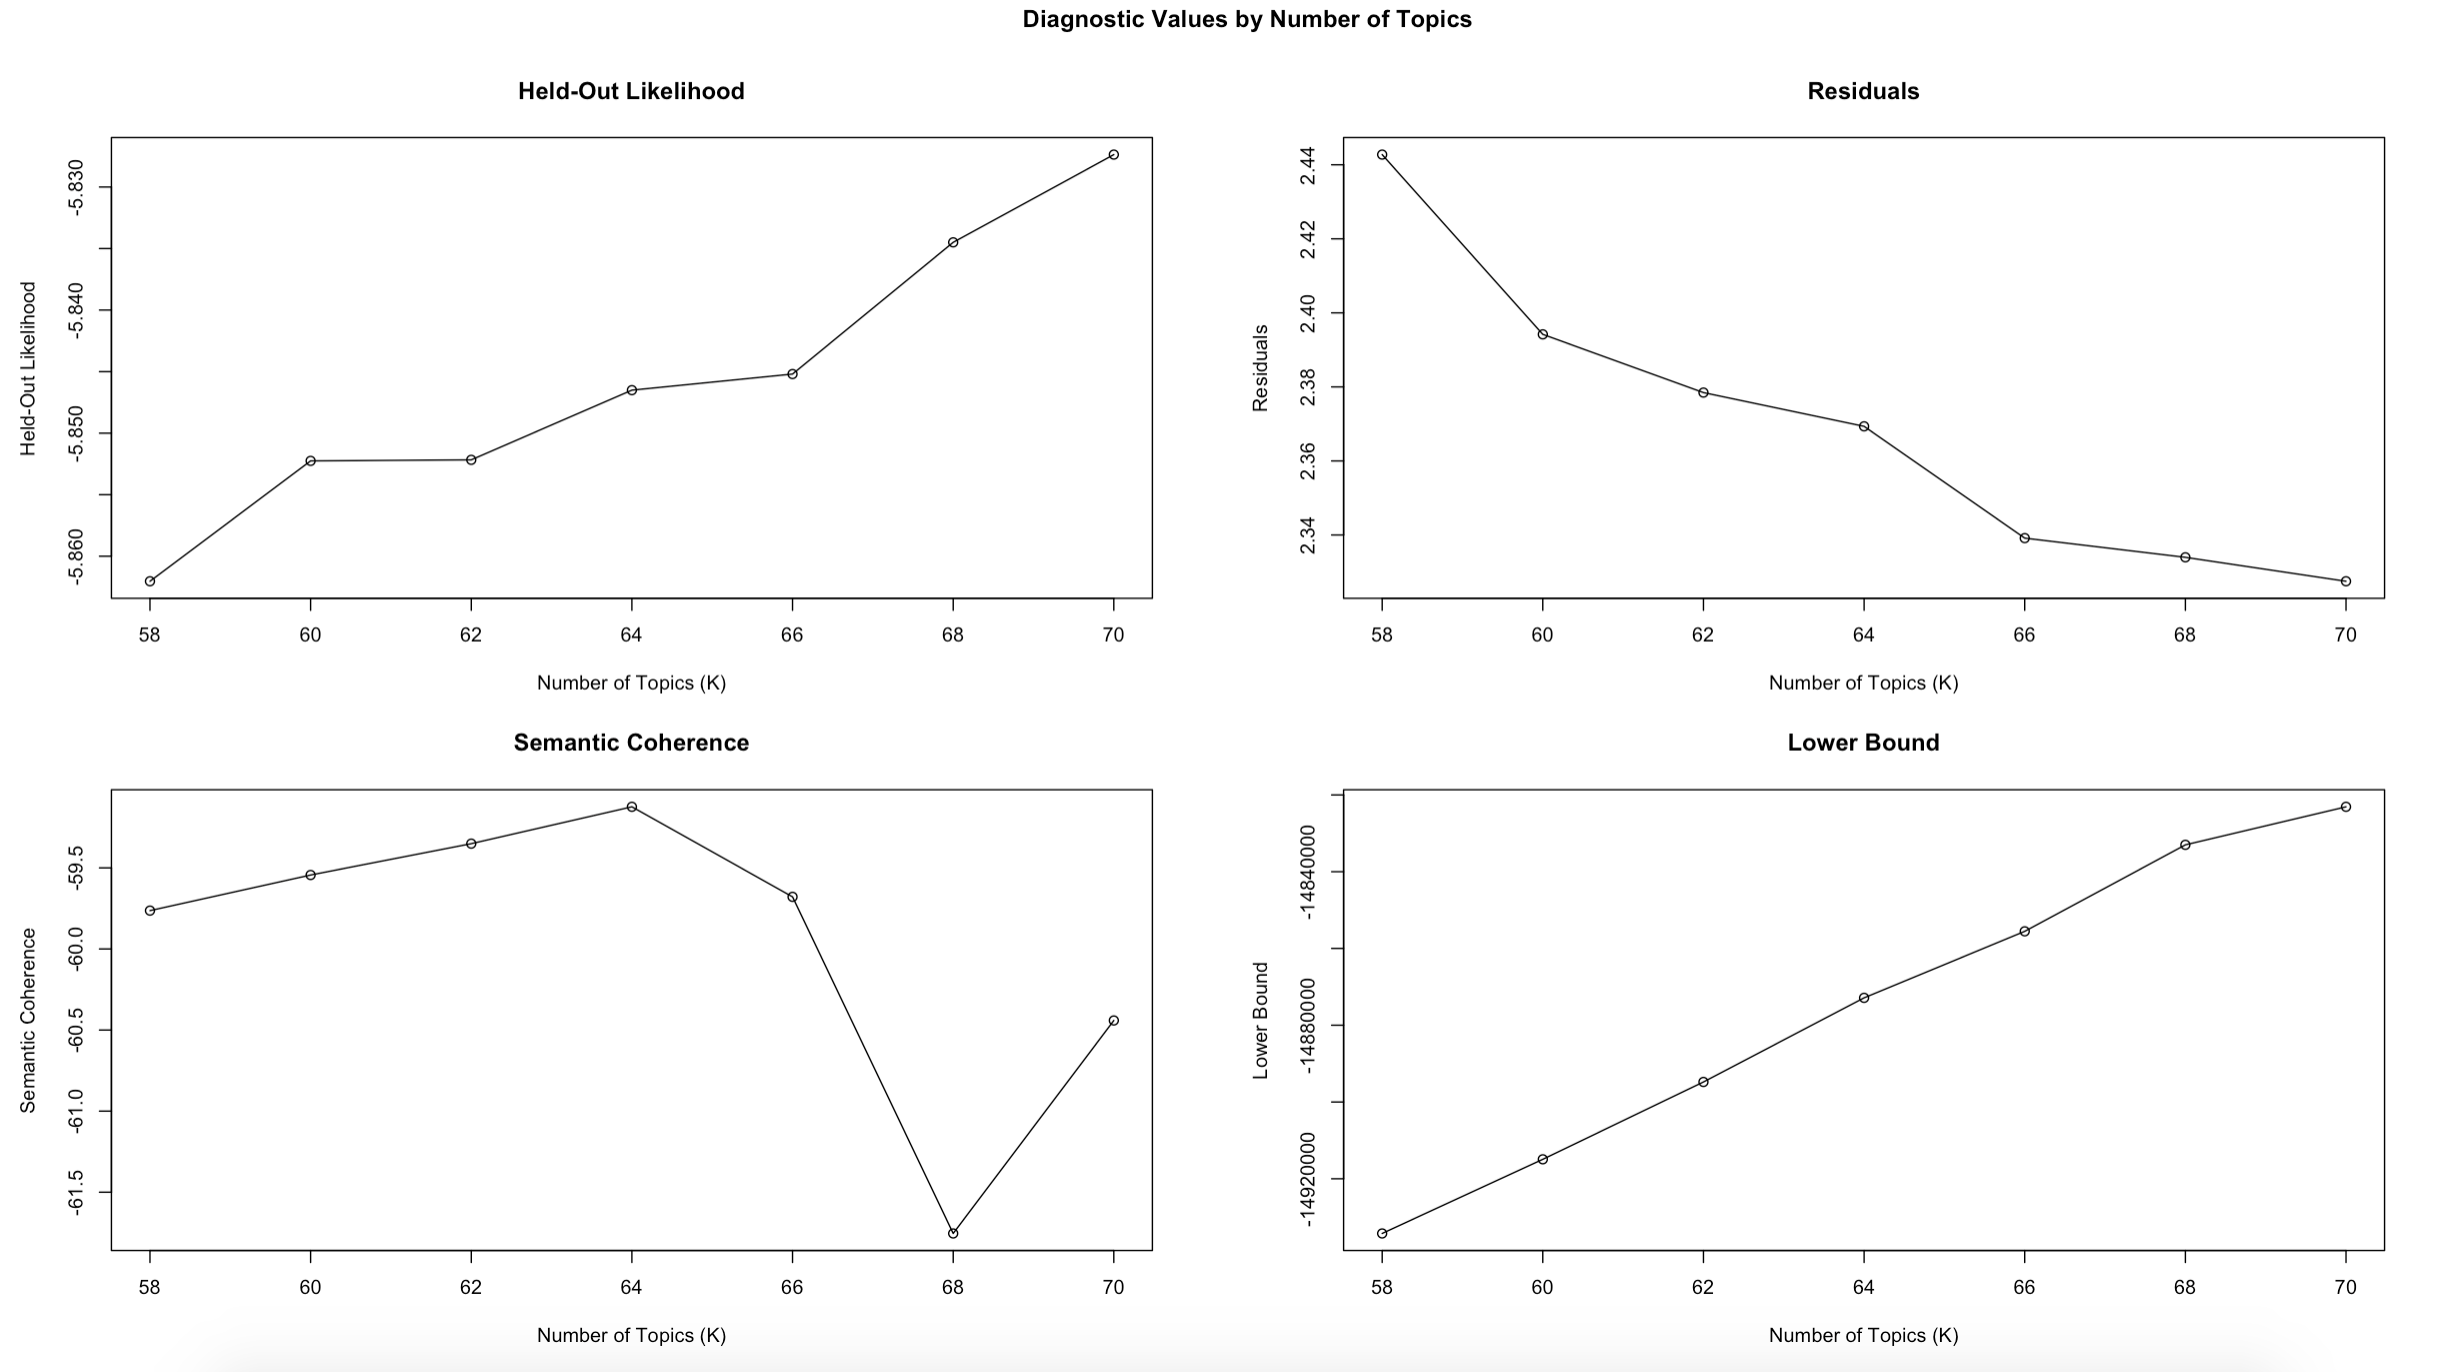 Diagnostic Values by Number of Topics
Held-Out Likelihood
Held-Out Likelihood
-5.830
-5.840
-5.850
-5.860
58 60 62 64 66 68 70
Number of Topics (K)
Residuals
Residuals
2.44
2.42
2.40
2.38
2.36
2.34
58 60 62 64 66 68 70
Number of Topics (K)
Semantic Coherence
Semantic Coherence
-59.5
-60.0
-60.5
-61.0
-61.5
58 60 62 64 66 68 70
Number of Topics (K)
Lower Bound
Lower Bound
-14840000
-14880000
-14920000
58 60 62 64 66 68 70
Number of Topics (K)